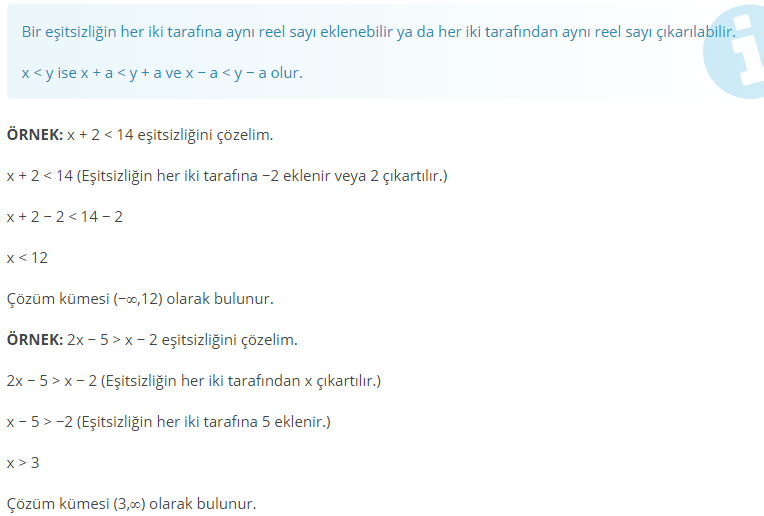 Bir eşitsizliğin her iki tarafına aynı reel sayı eklenebilir ya da her iki tarafından aynı reel sayı çıkarılabilir.
x < y ise x + a < y + a ve x − a < y − a olur.
ÖRNEK: x + 2 < 14 eşitsizliğini çözelim.
x + 2 < 14 (Eşitsizliğin her iki tarafına −2 eklenir veya 2 çıkartılır.)
x + 2 − 2 < 14 − 2
x < 12
Çözüm kümesi (−∞,12) olarak bulunur.
ÖRNEK: 2x − 5 > x − 2 eşitsizliğini çözelim.
2x − 5 > x − 2 (Eşitsizliğin her iki tarafından x çıkartılır.)
x − 5 > −2 (Eşitsizliğin her iki tarafına 5 eklenir.)
x > 3
Çözüm kümesi (3,∞) olarak bulunur.